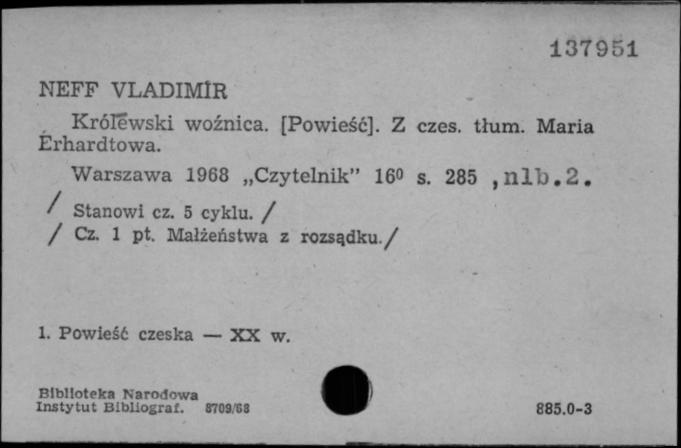 137951
NEFF VLADIMÍR
Królewski woźnica. [Powieść]. Z czes. tłum. Maria
Erhardtowa.
Warszawa 1968 „Czytelnik” 16⁰ s. 285 ,nlb.2.
/ Stanowi cz. 5 cyklu. /
/ Cz. 1 pt. Małżeństwa z rozsądku./
1. Powieść czeska — XX w.
Biblioteka Narodowa
Instytut Bibliograf. 8709/68
885.0-3